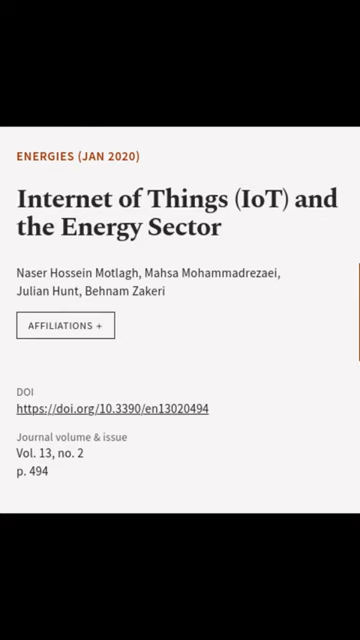 ENERGIES (JAN 2020)
Internet of Things (IoT) and
the Energy Sector
Naser Hossein Motlagh, Mahsa Mohammadrezaei,
Julian Hunt, Behnam Zakeri
AFFILIATIONS +
DOI
https://doi.org/10.3390/en13020494
Journal volume & issue
Vol. 13, no. 2
p. 494